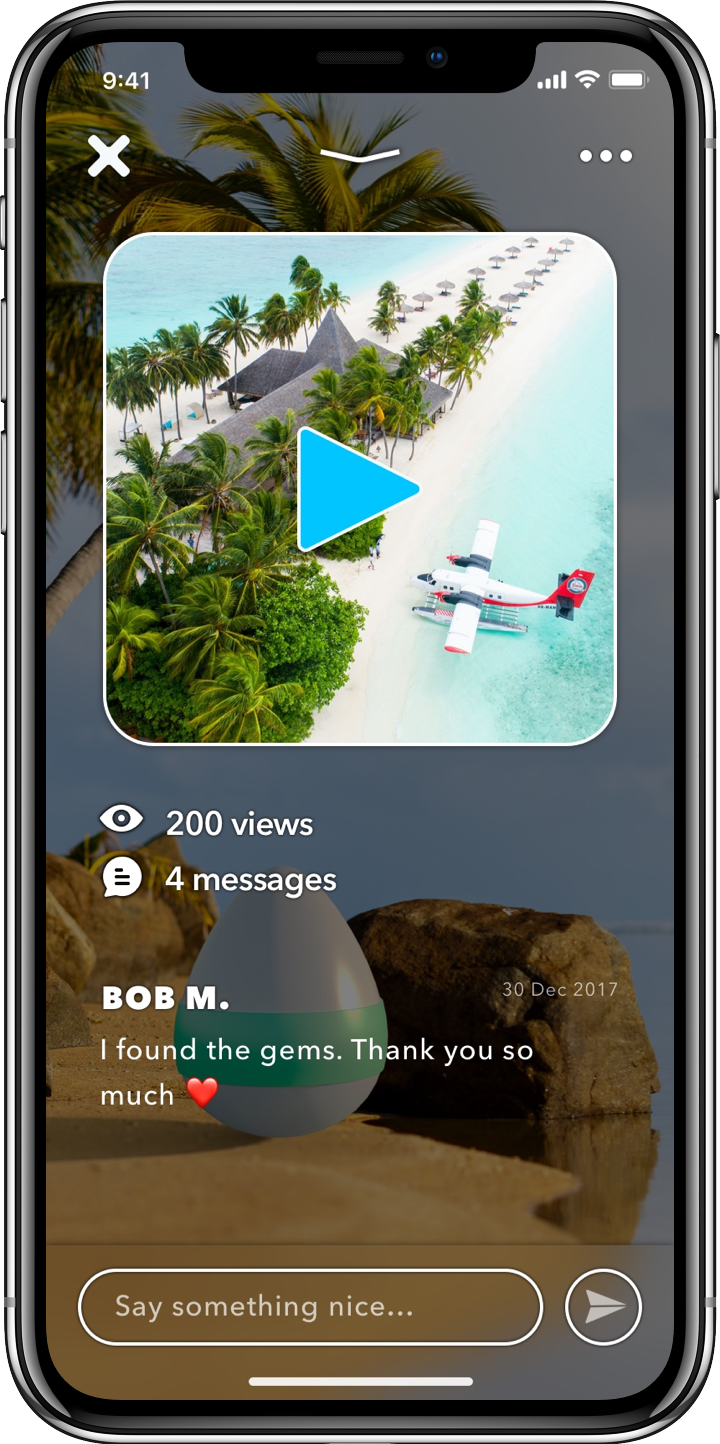 9:41
200 views
4 messages
BOB M.
30 Dec 2017
I found the gems. Thank you so
much ❤️
Say something nice...